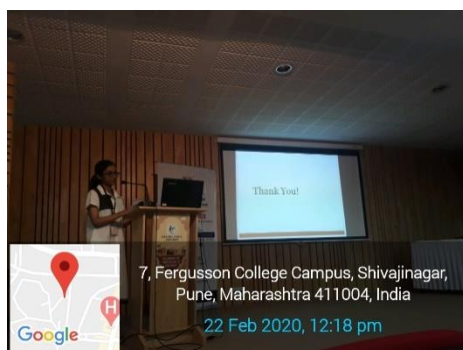 Thank You!
7, Fergusson College Campus, Shivajinagar,
Pune, Maharashtra 411004, India
22 Feb 2020, 12:18 pm
H
Google